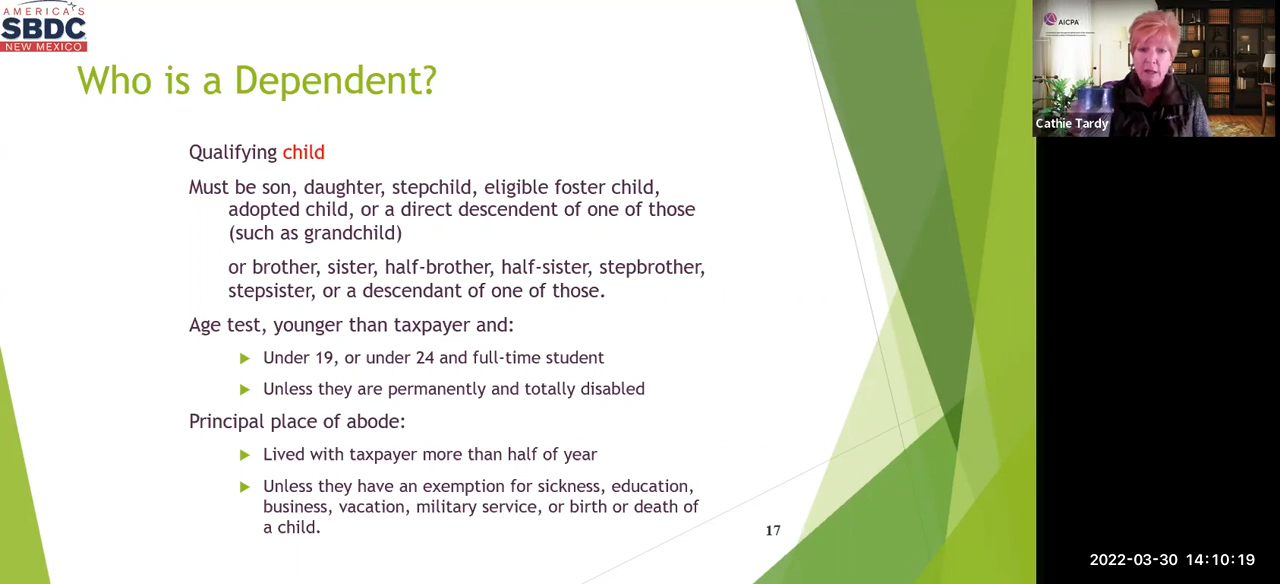 AMERICA'S
SBDC
NEW MEXICO
Who is a Dependent?
Qualifying child
Must be son, daughter, stepchild, eligible foster child,
adopted child, or a direct descendent of one of those
(such as grandchild)
or brother, sister, half-brother, half-sister, stepbrother,
stepsister, or a descendant of one of those.
Age test, younger than taxpayer and:
Under 19, or under 24 and full-time student
Unless they are permanently and totally disabled
Principal place of abode:
Lived with taxpayer more than half of year
Unless they have an exemption for sickness, education,
business, vacation, military service, or birth or death of
a child.
17
AICPA
Cathie Tardy
2022-03-30 14:10:19